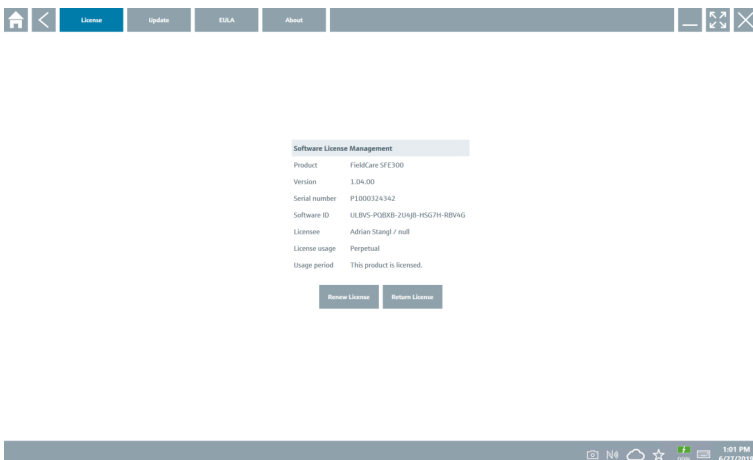 License Update EULA About
Software License Management
Product FieldCare SFE300
Version 1.04.00
Serial number P1000324342
Software ID ULBVS-PQBXB-2U4J8-HSG7H-RBV4G
Licensee Adrian Stangl / null
License usage Perpetual
Usage period This product is licensed.
Renew License Return License
1:01 PM